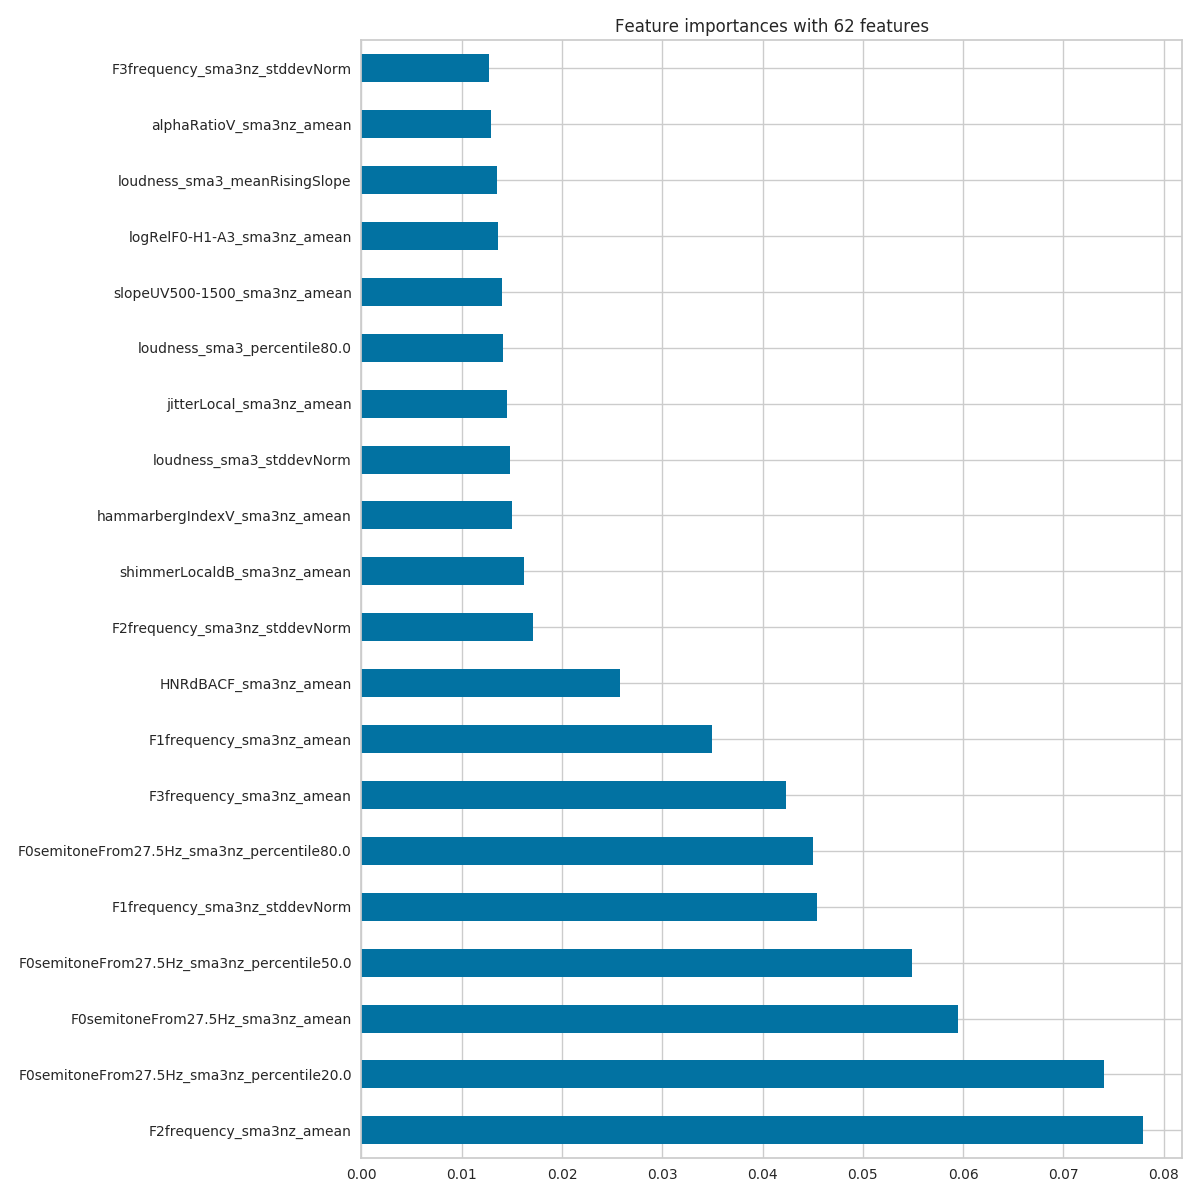 Feature importances with 62 features
F3frequency_sma3nz_stddevNorm
alphaRatioV_sma3nz_amean
loudness_sma3_meanRisingSlope
logRelF0-H1-A3_sma3nz_amean
slopeUV500-1500_sma3nz_amean
loudness_sma3_percentile80.0
jitterLocal_sma3nz_amean
loudness_sma3_stddevNorm
hammarbergIndexV_sma3nz_amean
shimmerLocaldB_sma3nz_amean
F2frequency_sma3nz_stddevNorm
HNRdBACF_sma3nz_amean
F1frequency_sma3nz_amean
F3frequency_sma3nz_amean
F0semitoneFrom27.5Hz_sma3nz_percentile80.0
F1frequency_sma3nz_stddevNorm
F0semitoneFrom27.5Hz_sma3nz_percentile50.0
F0semitoneFrom27.5Hz_sma3nz_amean
F0semitoneFrom27.5Hz_sma3nz_percentile20.0
F2frequency_sma3nz_amean
0.00 0.01 0.02 0.03 0.04 0.05 0.06 0.07 0.08